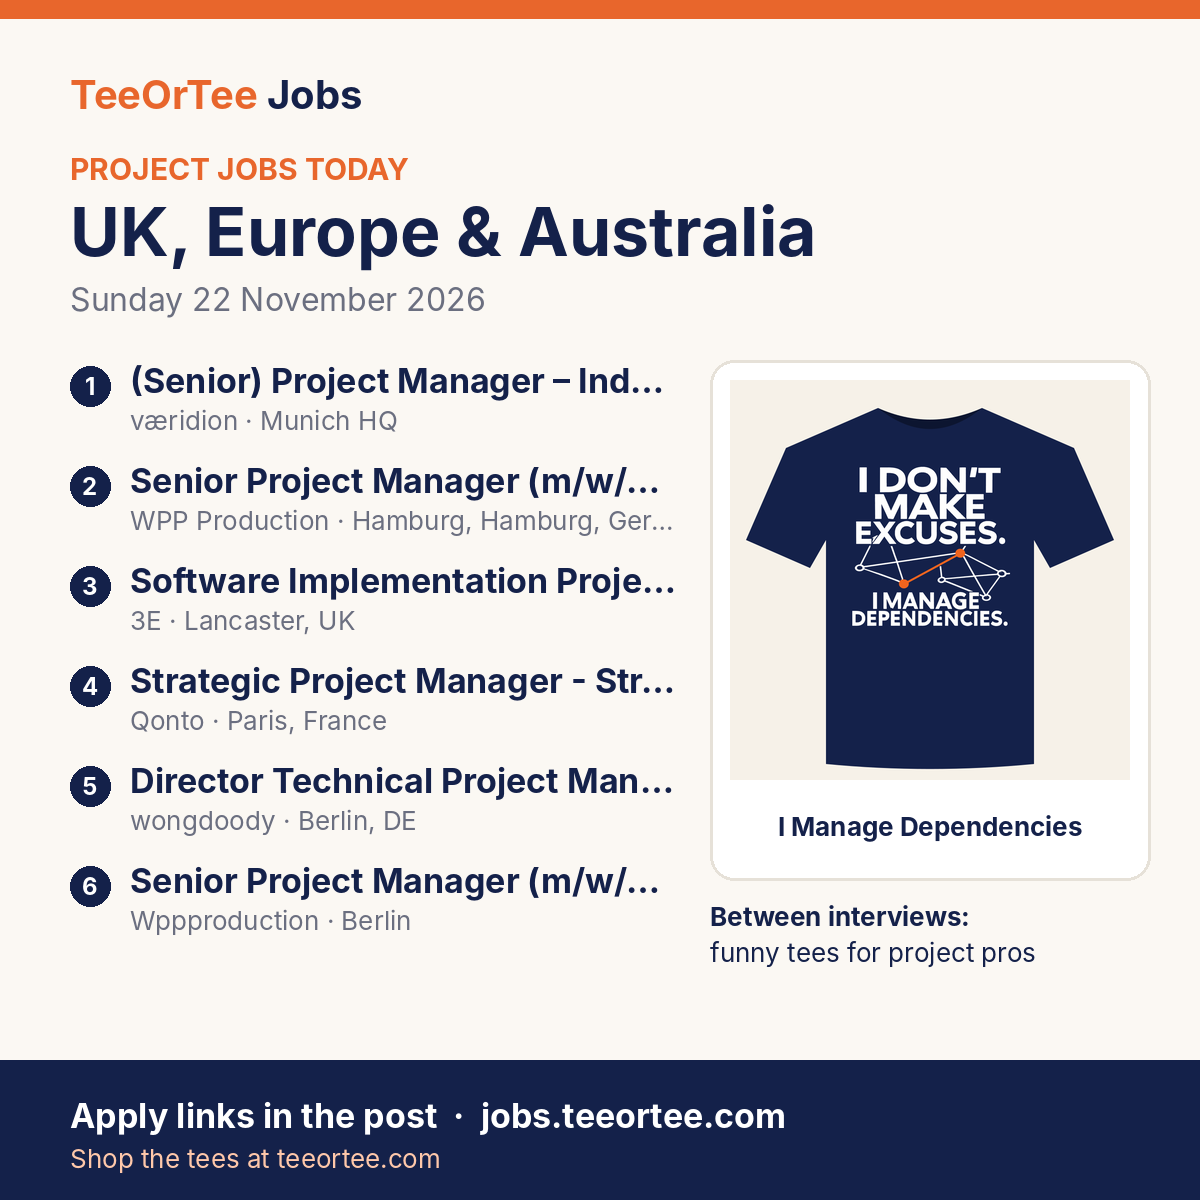 TeeOrTee Jobs
PROJECT JOBS TODAY
UK, Europe & Australia
Sunday 22 November 2026
1 (Senior) Project Manager – Ind...
væridion · Munich HQ
2 Senior Project Manager (m/w/...
WPP Production · Hamburg, Hamburg, Ger...
3 Software Implementation Proje...
3E · Lancaster, UK
4 Strategic Project Manager - Str...
Qonto · Paris, France
5 Director Technical Project Man...
wongdoody · Berlin, DE
6 Senior Project Manager (m/w/...
Wppproduction · Berlin
I DON'T
MAKE
EXCUSES.
I MANAGE
DEPENDENCIES.
I Manage Dependencies
Between interviews:
funny tees for project pros
Apply links in the post · jobs.teeortee.com
Shop the tees at teeortee.com